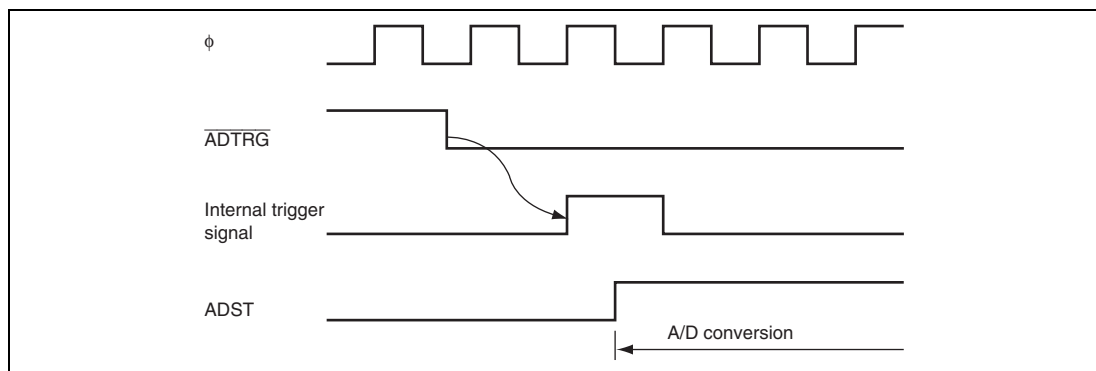 ϕ
ADTRG
Internal trigger
signal
ADST
A/D conversion